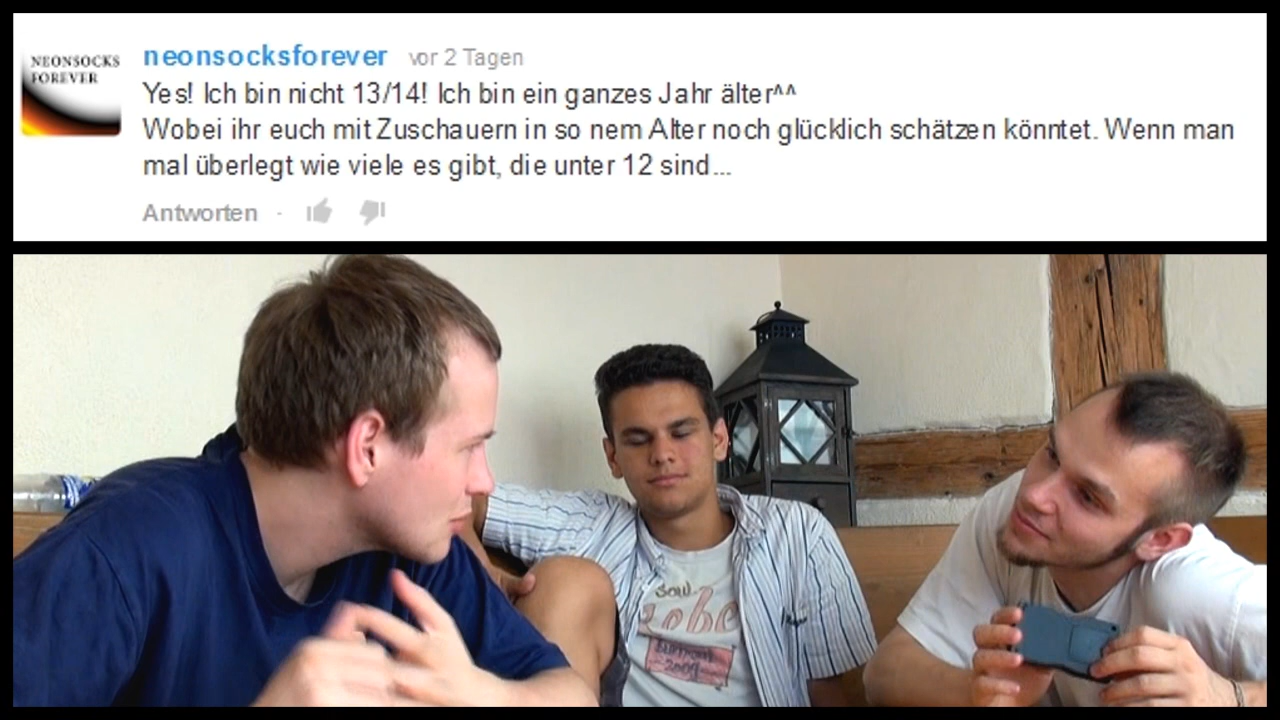 NEONSOCKS
FOREVER
neonsocksforever vor 2 Tagen
Yes! Ich bin nicht 13/14! Ich bin ein ganzes Jahr älter^^
Wobei ihr euch mit Zuschauern in so nem Alter noch glücklich schätzen könntet. Wenn man
mal überlegt wie viele es gibt, die unter 12 sind...
Antworten ·
SOUL
2009